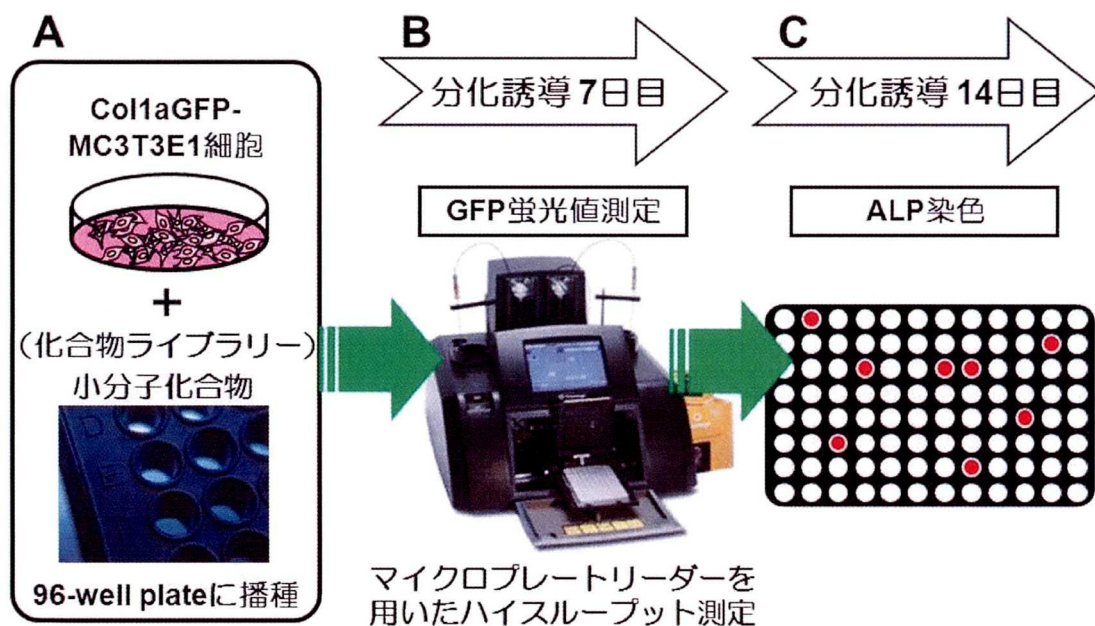 A
Col1aGFP-
MC3T3E1細胞
+
（化合物ライブラリー）
小分子化合物
D
E
96-well plateに播種
B
分化誘導 7日目
GFP蛍光値測定
マイクロプレートリーダーを
用いたハイスループット測定
C
分化誘導 14日目
ALP染色